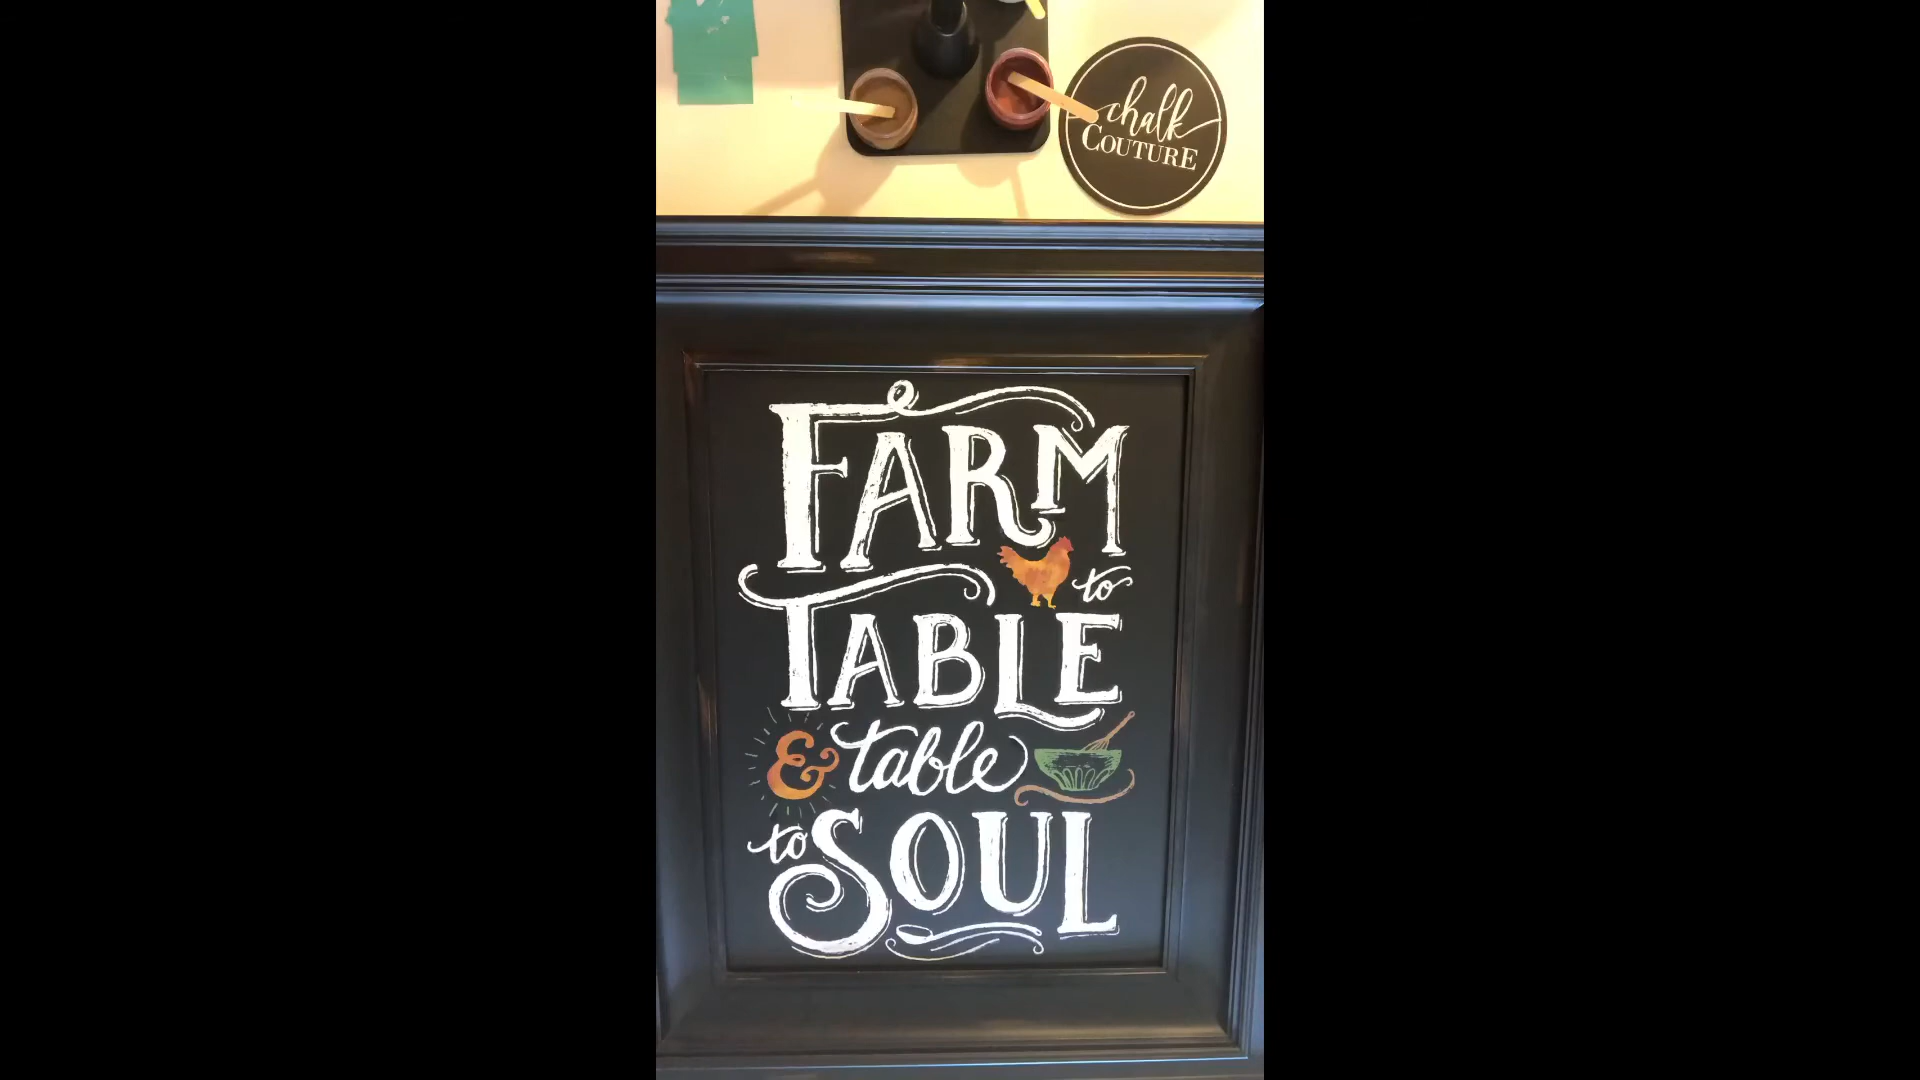 chalk
COUTURE
FARM
to
TABLE
& table
to SOUL